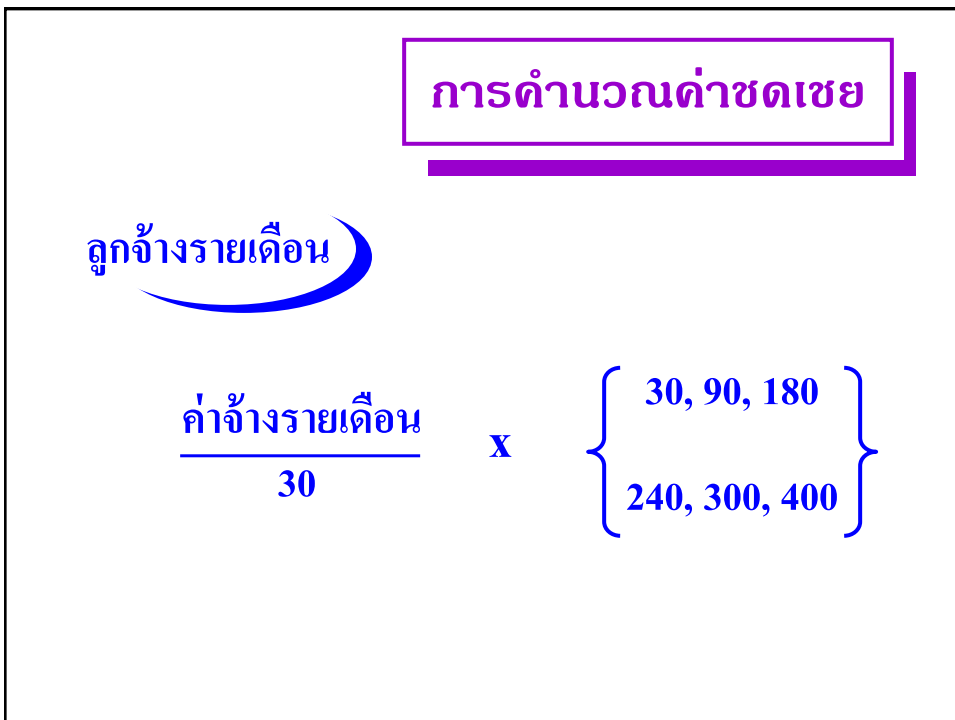 การคำนวณค่าชดเชย
ลูกจ้างรายเดือน
ค่าจ้างรายเดือน
30
x
30, 90, 180
240, 300, 400